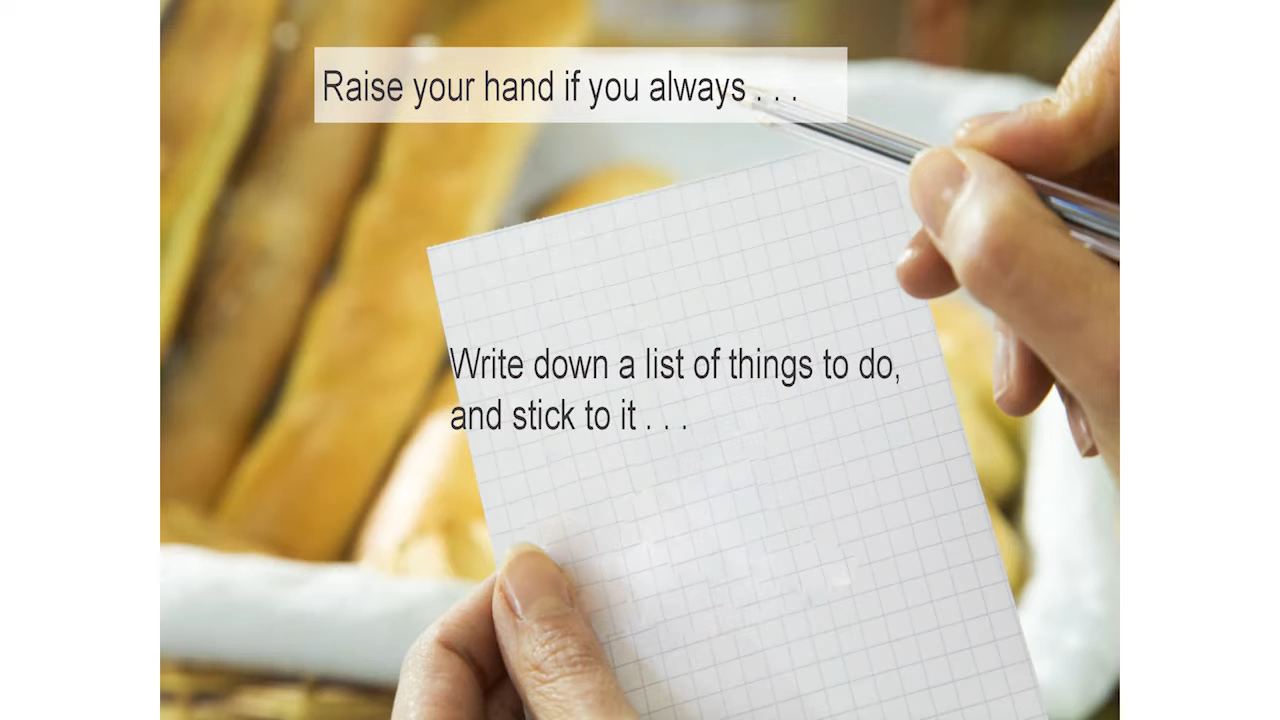 Raise your hand if you always . . .
Write down a list of things to do,
and stick to it . . .